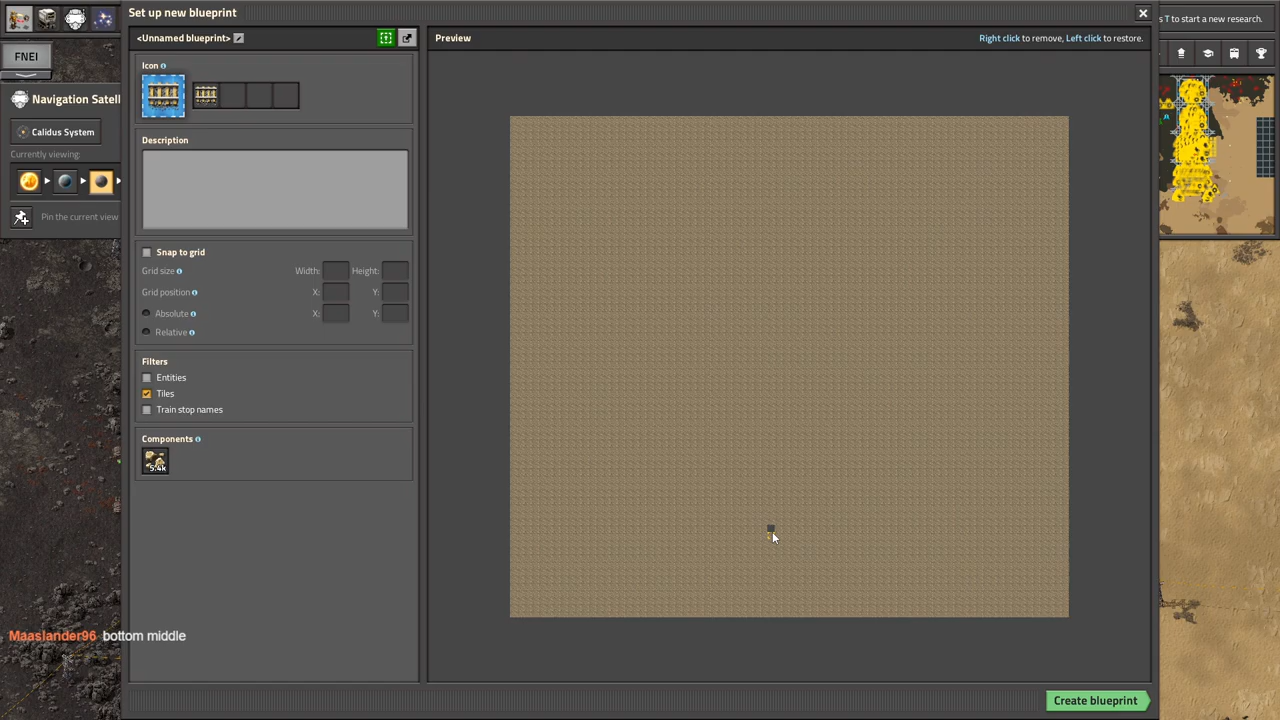 Set up new blueprint
s T to start a new research.
<Unnamed blueprint>
Preview
Right click to remove, Left click to restore.
FNEI
Icon
Navigation Satell
Calidus System
Description
Currently viewing:
Pin the current view
Snap to grid
Grid size
Width:
Height:
Grid position
X:
Y:
Absolute
X:
Y:
Relative
Filters
Entities
Tiles
Train stop names
Components
5.4k
Maaslander96 bottom middle
Create blueprint